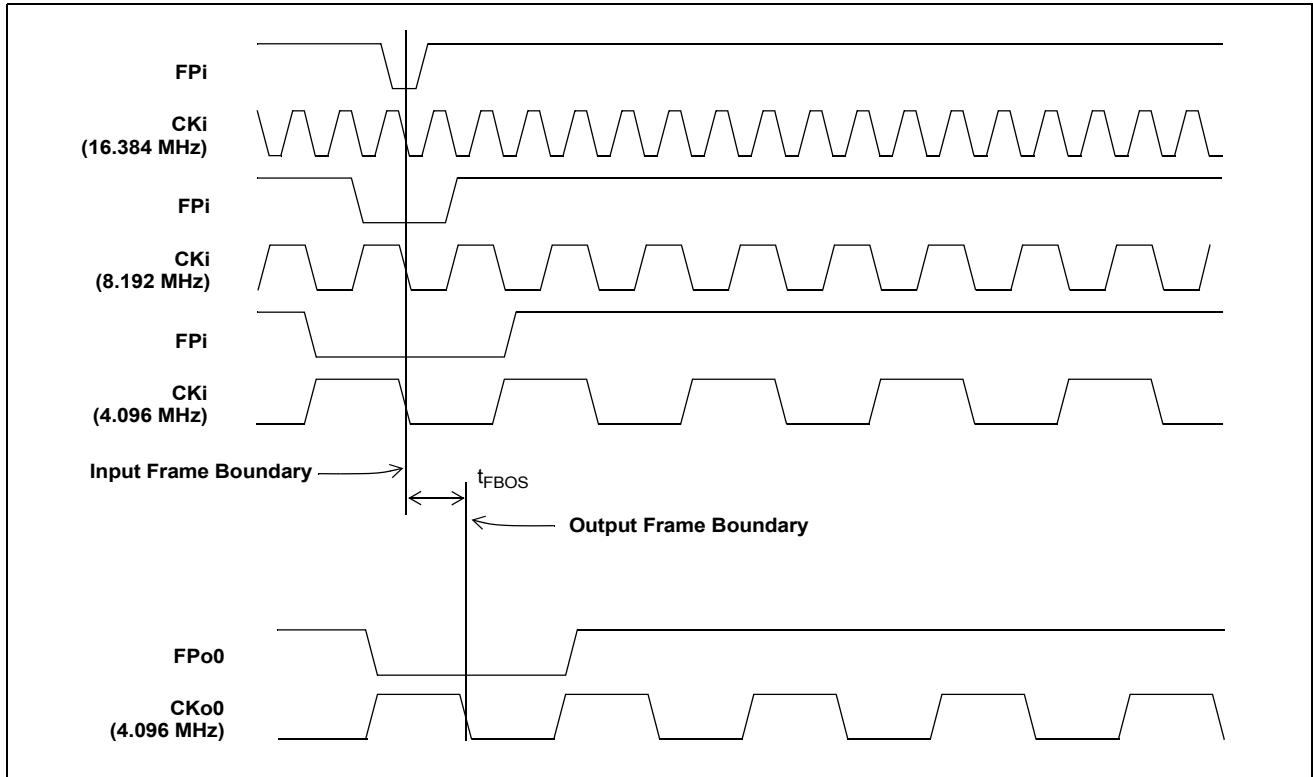 FPi
CKi
(16.384 MHz)
FPi
CKi
(8.192 MHz)
FPi
CKi
(4.096 MHz)
Input Frame Boundary
tFBOS
Output Frame Boundary
FPo0
CKo0
(4.096 MHz)